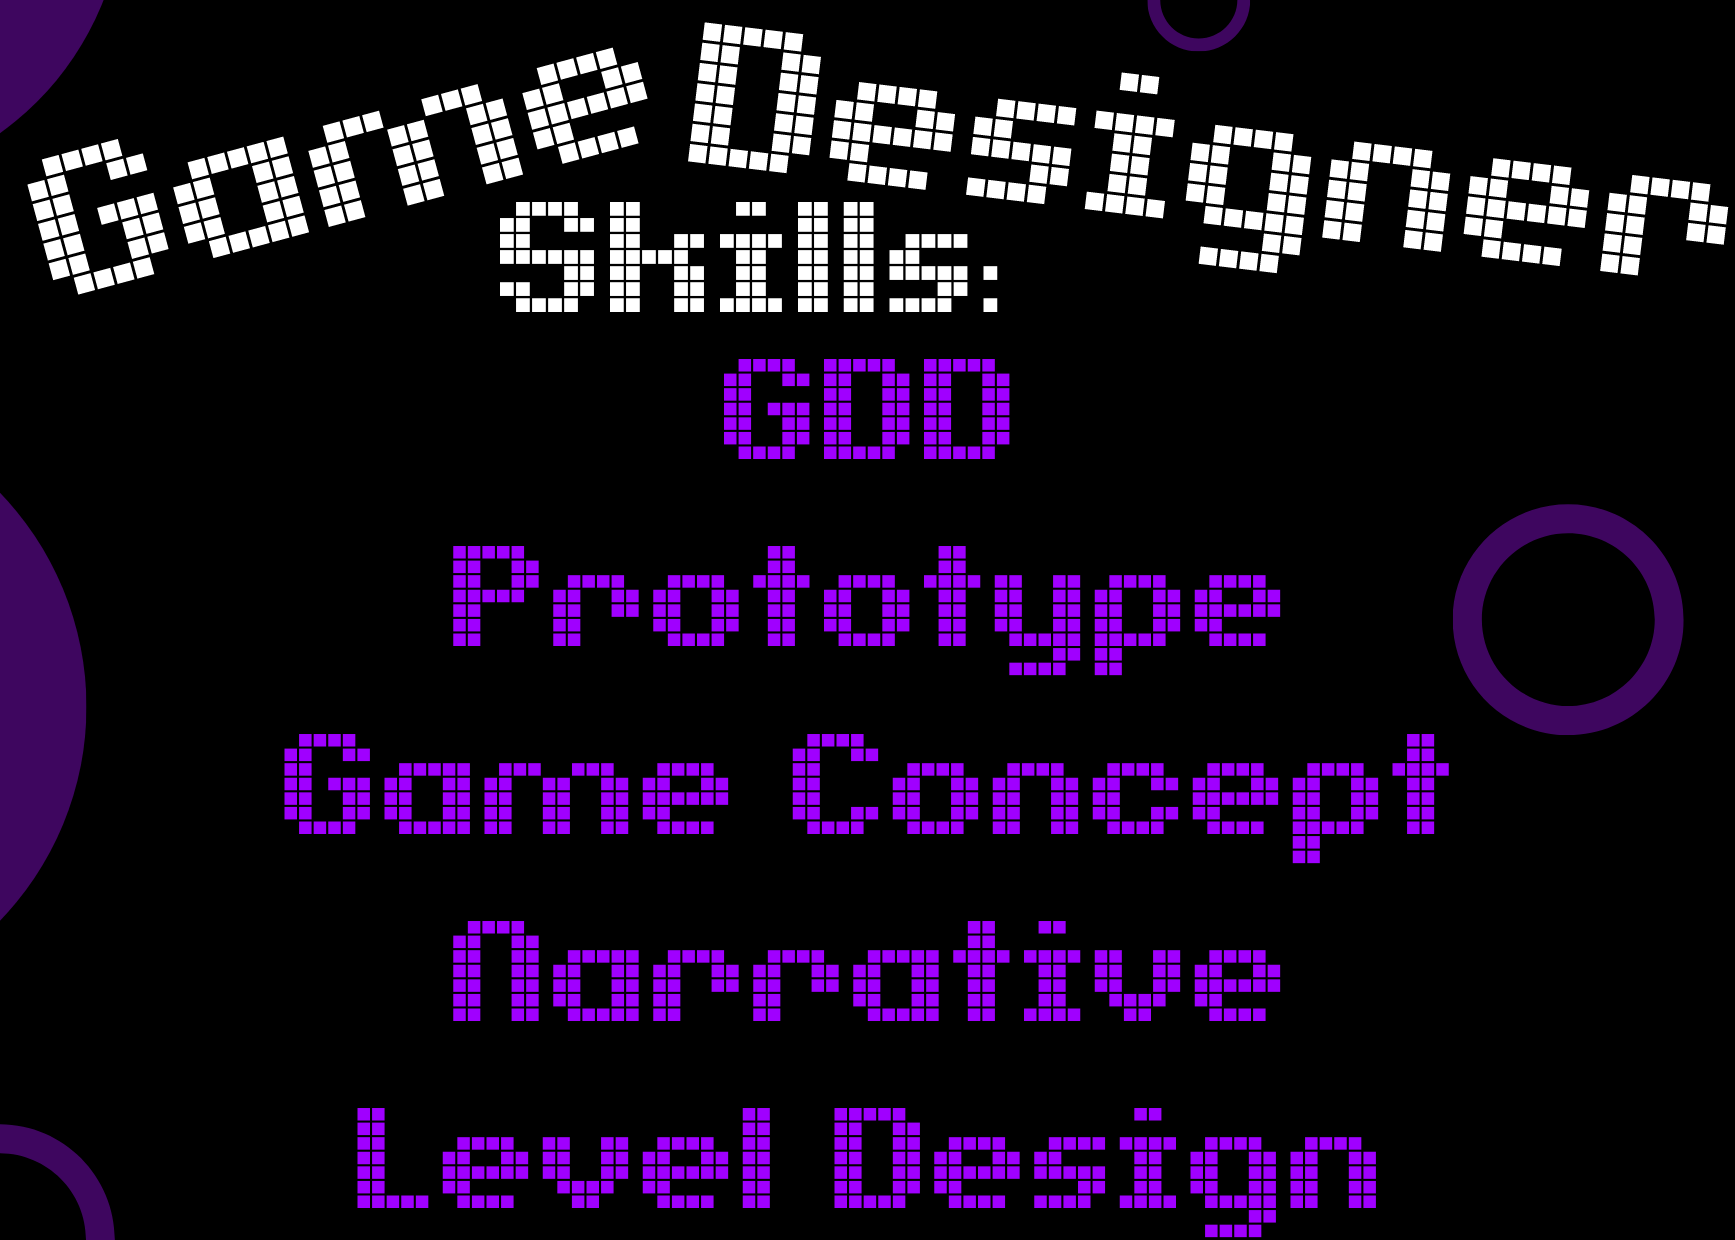 Game Designer
Skills:
GDD
Prototype
Game Concept
Narrative
Level Design